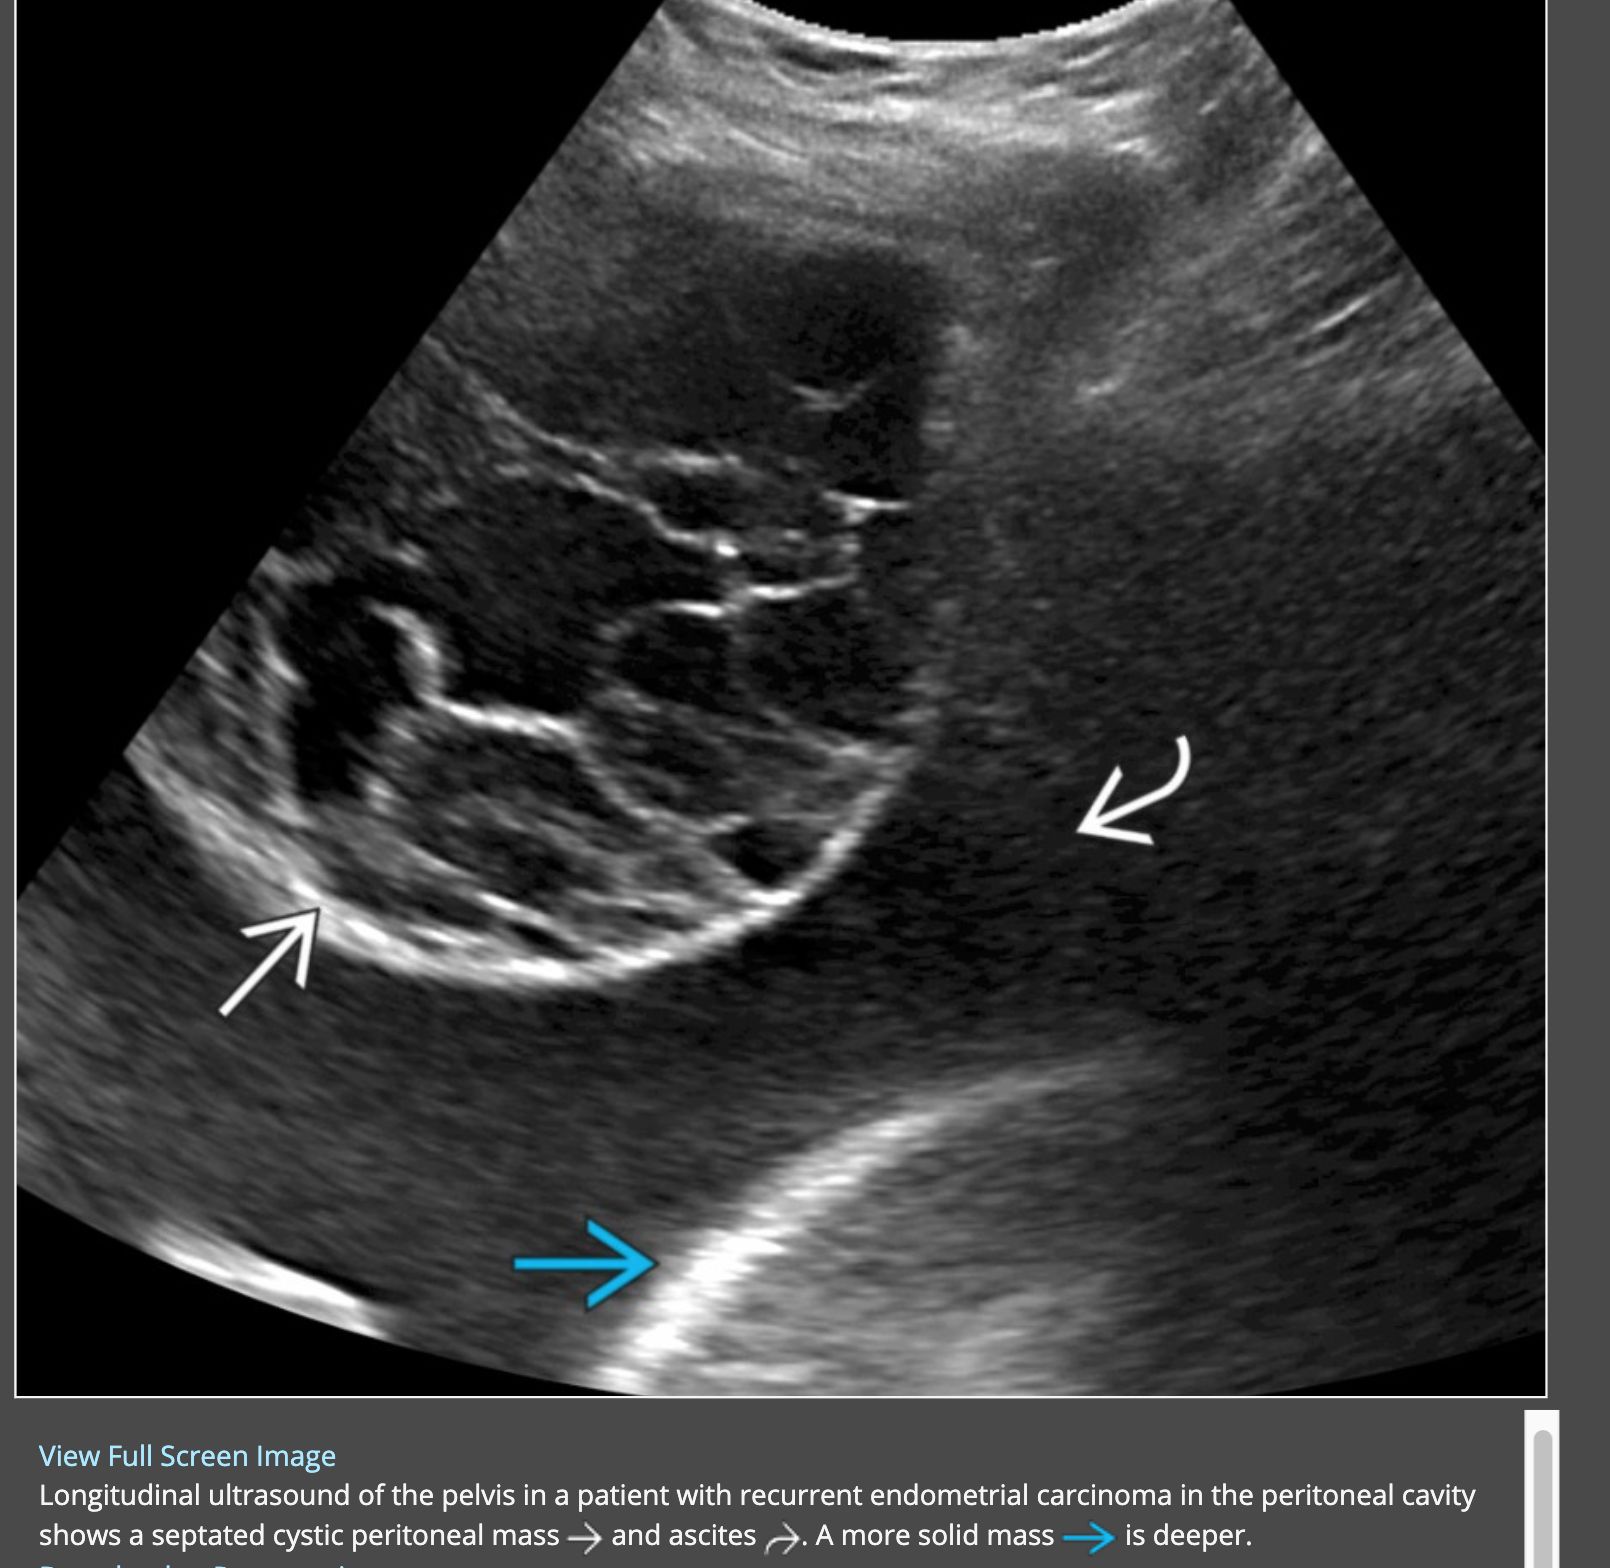 View Full Screen Image
Longitudinal ultrasound of the pelvis in a patient with recurrent endometrial carcinoma in the peritoneal cavity
shows a septated cystic peritoneal mass → and ascites ⤵. A more solid mass → is deeper.